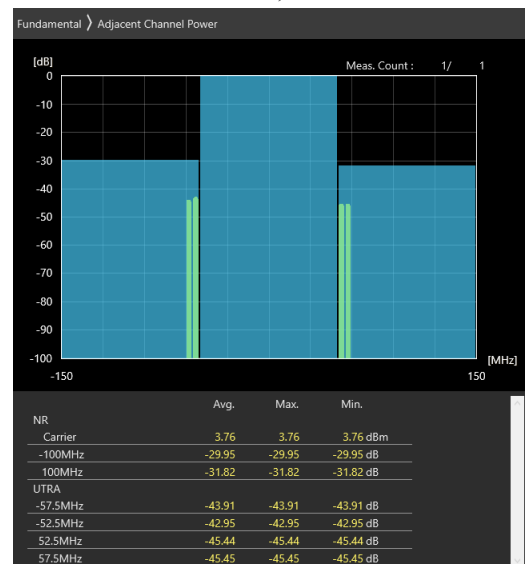 Fundamental ❭ Adjacent Channel Power
[dB]
Meas. Count : 1/ 1
0
-10
-20
-30
-40
-50
-60
-70
-80
-90
-100
[MHz]
-150 150
Avg. Max. Min.
NR
Carrier 3.76 3.76 3.76 dBm
-100MHz -29.95 -29.95 -29.95 dB
100MHz -31.82 -31.82 -31.82 dB
UTRA
-57.5MHz -43.91 -43.91 -43.91 dB
-52.5MHz -42.95 -42.95 -42.95 dB
52.5MHz -45.44 -45.44 -45.44 dB
57.5MHz -45.45 -45.45 -45.45 dB